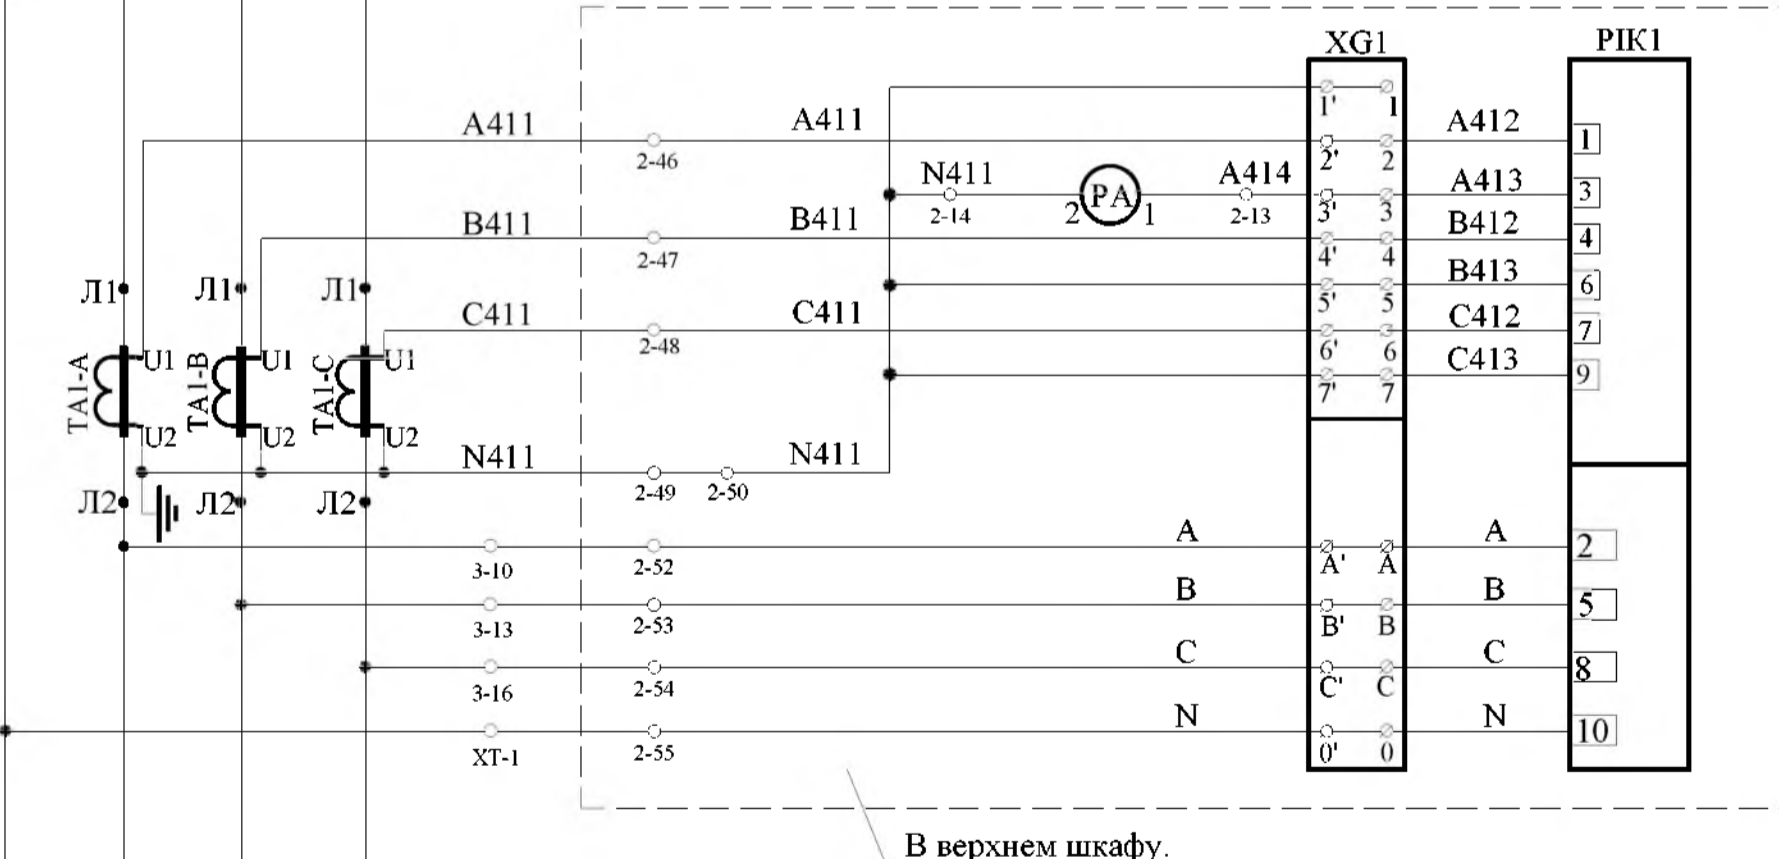 XG1
PIK1
1'
1
A411
A411
A412
1
2-46
2'
2
N411
A414
A413
3
2
PA
1
2-14
2-13
3'
3
B411
B411
B412
4
2-47
4'
4
B413
6
5'
5
Л1
Л1
Л1
C411
C411
C412
7
2-48
6'
6
C413
9
7'
7
TA1-A
U1
TA1-B
U1
TA1-C
U1
U2
U2
U2
N411
N411
2-49
2-50
Л2
Л2
Л2
A
A
2
3-10
2-52
A'
A
B
B
5
3-13
2-53
B'
B
C
C
8
3-16
2-54
C'
C
N
N
10
XT-1
2-55
0'
0
В верхнем шкафу.